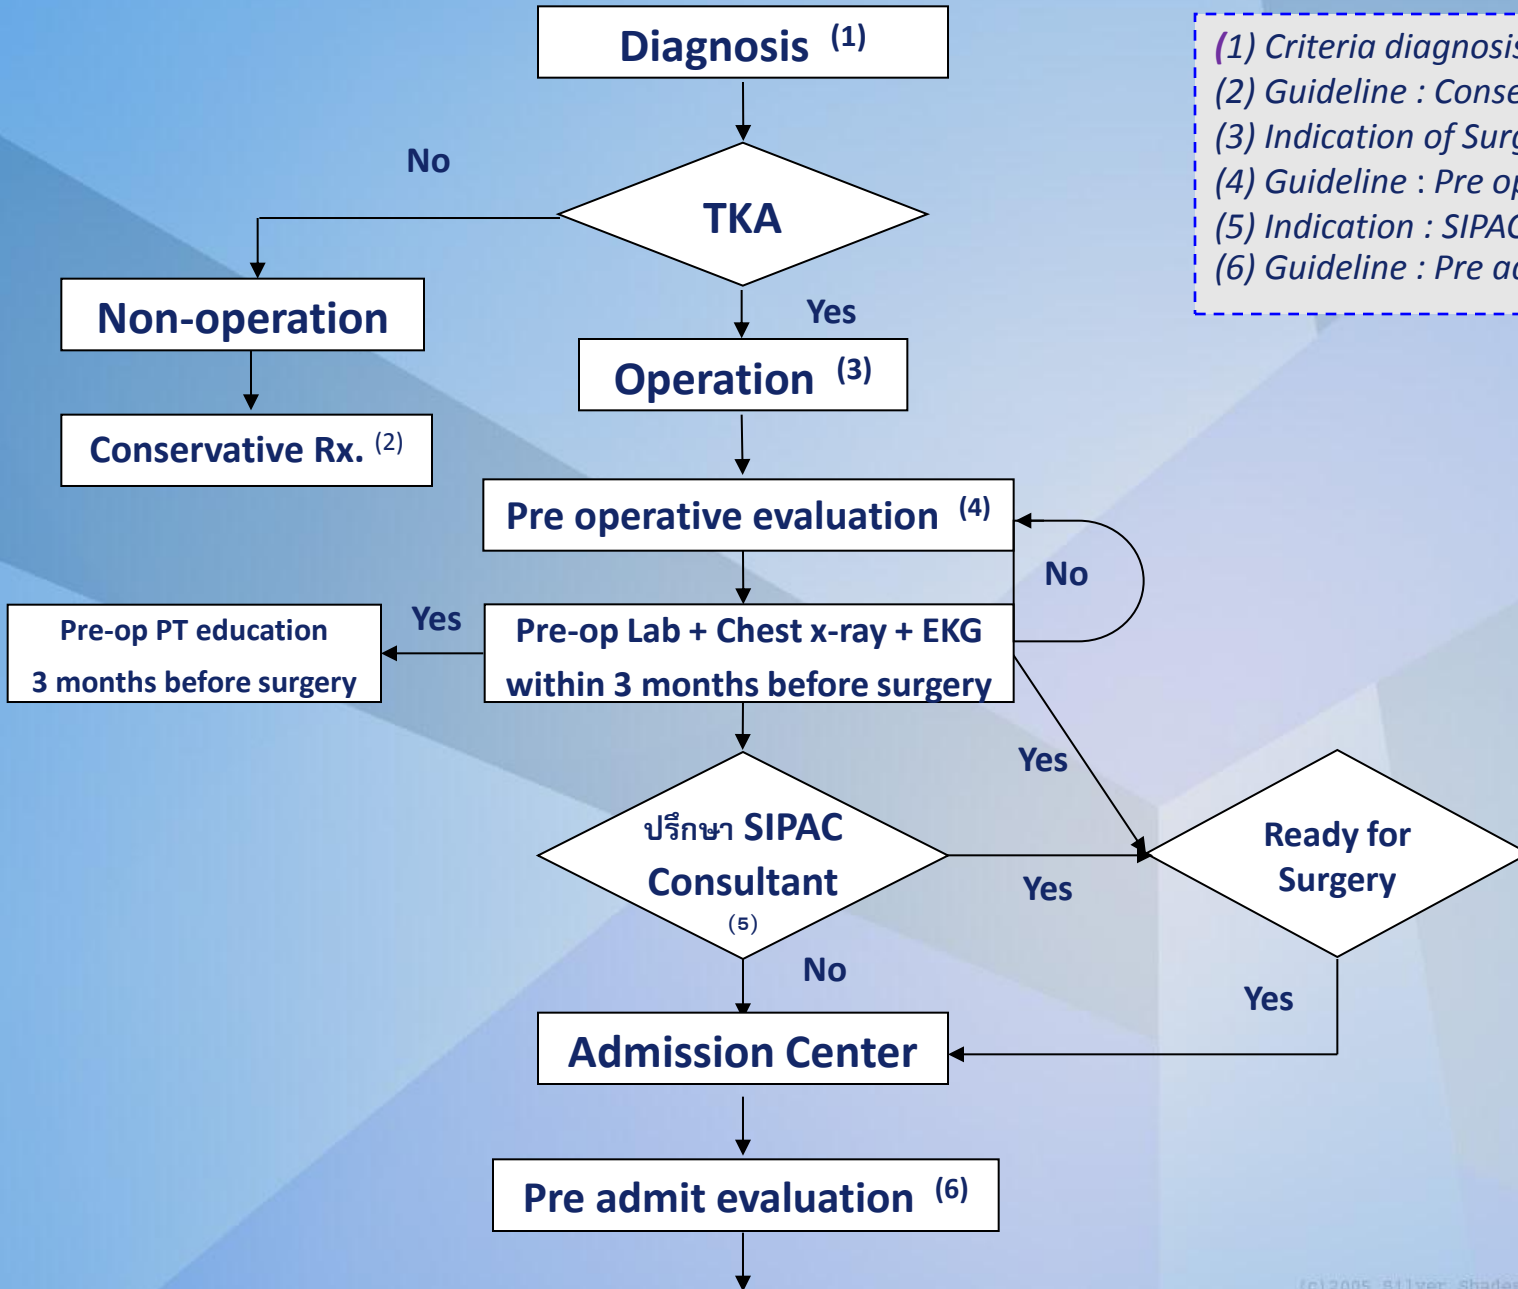 Diagnosis (1)
(1) Criteria diagnosis
(2) Guideline : Conse
(3) Indication of Surg
(4) Guideline : Pre op
(5) Indication : SIPAC
(6) Guideline : Pre ad
No
TKA
Yes
Non-operation
Operation (3)
Conservative Rx. (2)
Pre operative evaluation (4)
No
Yes
Pre-op PT education
3 months before surgery
Pre-op Lab + Chest x-ray + EKG
within 3 months before surgery
Yes
ปรึกษา SIPAC
Consultant
(5)
Yes
Ready for
Surgery
No
Yes
Admission Center
Pre admit evaluation (6)
(c)2005 Silver Shades